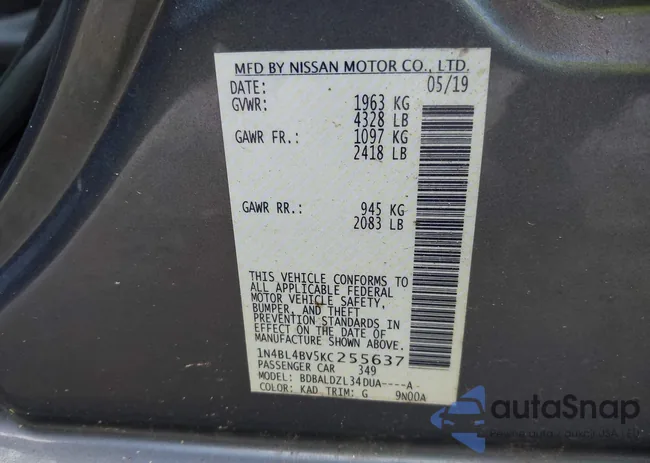 MFD BY NISSAN MOTOR CO., LTD.
DATE: 05/19
GVWR: 1963 KG
4328 LB
GAWR FR.: 1097 KG
2418 LB
GAWR RR.: 945 KG
2083 LB
THIS VEHICLE CONFORMS TO
ALL APPLICABLE FEDERAL
MOTOR VEHICLE SAFETY,
BUMPER, AND THEFT
PREVENTION STANDARDS IN
EFFECT ON THE DATE OF
MANUFACTURE SHOWN ABOVE.
1N4BL4BV5KC255637
PASSENGER CAR 349
MODEL: BDBALDZL34DUA----A-
COLOR: KAD TRIM: G 9N00A
autoSnap